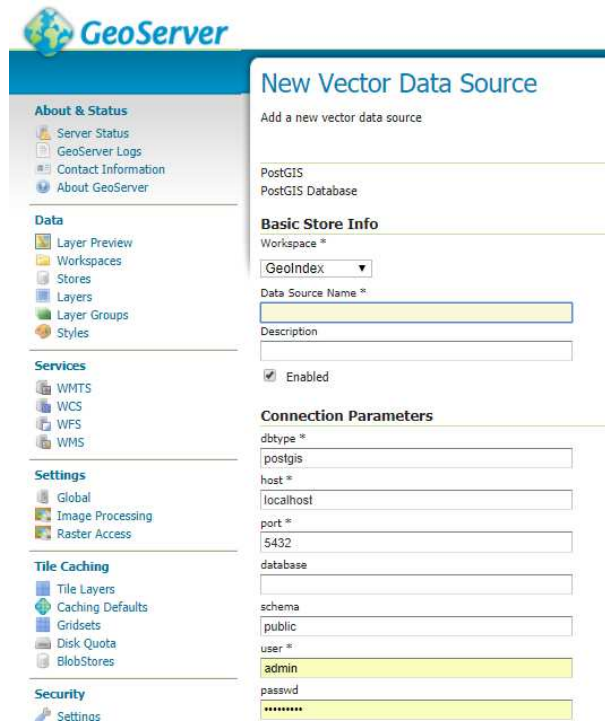 GeoServer
About & Status
Server Status
GeoServer Logs
Contact Information
About GeoServer
Data
Layer Preview
Workspaces
Stores
Layers
Layer Groups
Styles
Services
WMTS
WCS
WFS
WMS
Settings
Global
Image Processing
Raster Access
Tile Caching
Tile Layers
Caching Defaults
Gridsets
Disk Quota
BlobStores
Security
Settings
New Vector Data Source
Add a new vector data source
PostGIS
PostGIS Database
Basic Store Info
Workspace *
GeoIndex
Data Source Name *
Description
Enabled
Connection Parameters
dbtype *
postgis
host *
localhost
port *
5432
database
schema
public
user *
admin
passwd
•••••••••